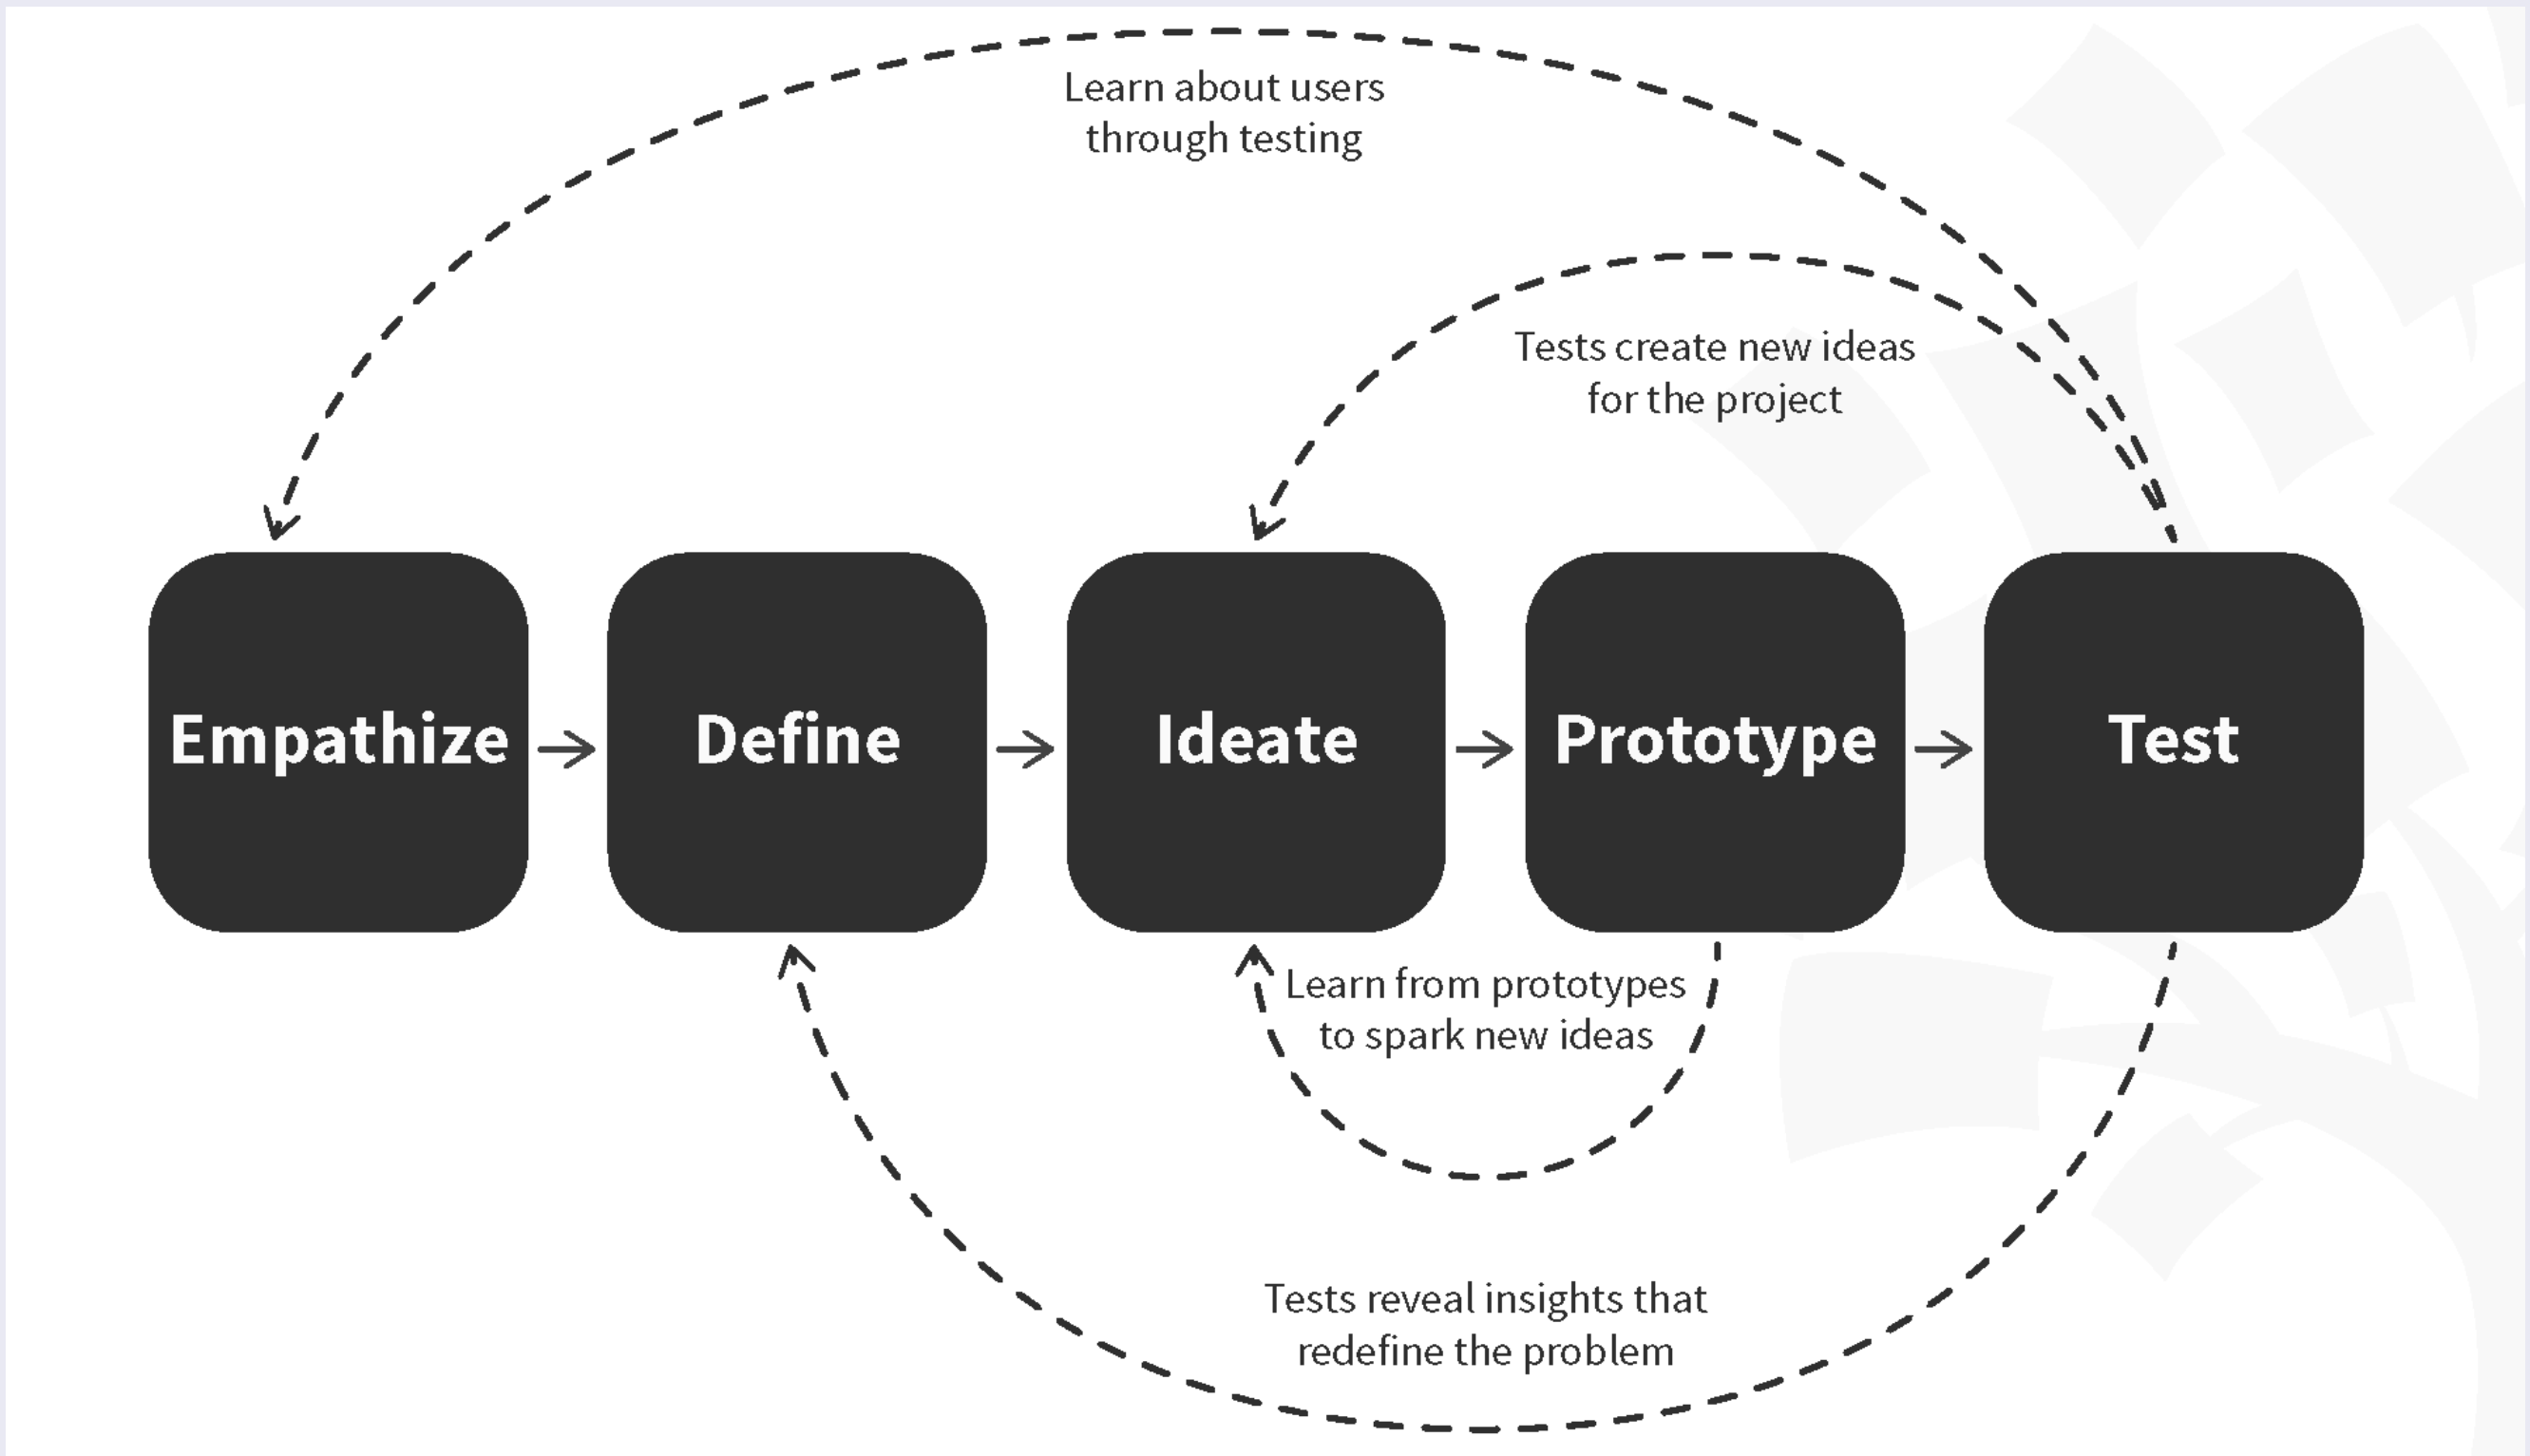 Learn about users
through testing
Tests create new ideas
for the project
Empathize
Define
Ideate
Prototype
Test
Learn from prototypes
to spark new ideas
Tests reveal insights that
redefine the problem